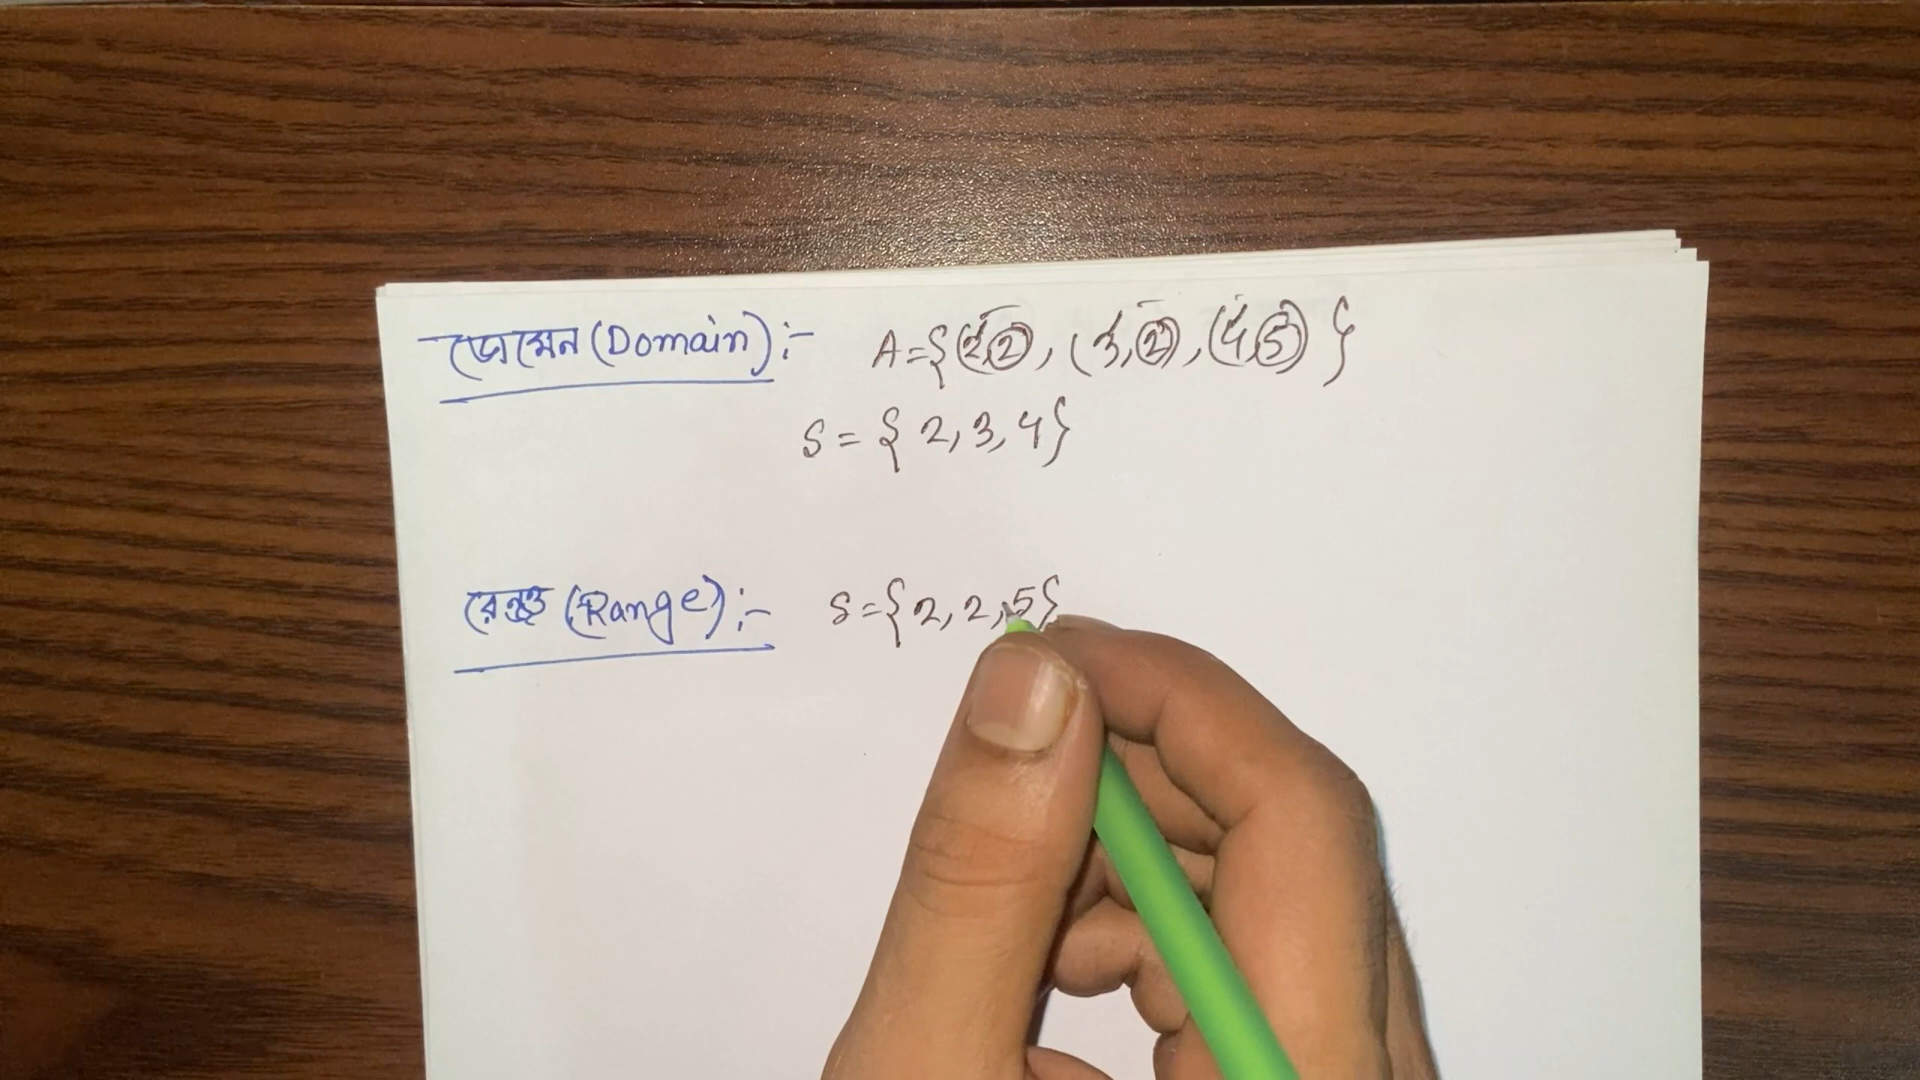 ডোমেন (Domain) :- A={(2,2), (3,2), (4,5)}
S = { 2, 3, 4}
রেঞ্জ (Range) :- S={2, 2, 5}